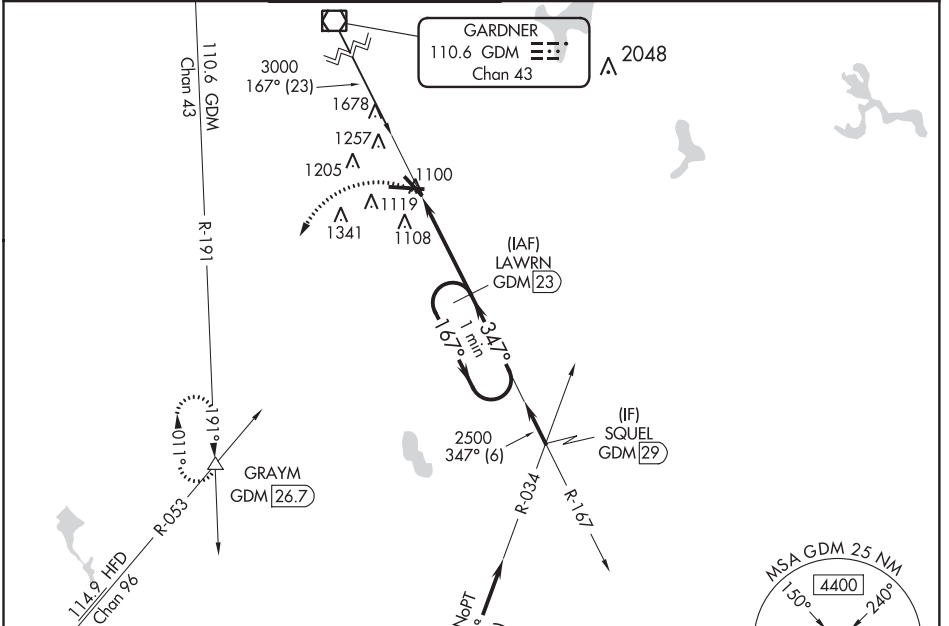 GARDNER
110.6 GDM
Chan 43
2048
110.6 GDM
Chan 43
3000
167° (23)
1678
1257
1205
1100
1119
1341
1108
R-191
(IAF)
LAWRN
GDM 23
167°
1 min
347°
191°
011°
2500
347° (6)
(IF)
SQUEL
GDM 29
GRAYM
GDM 26.7
R-053
R-034
R-167
114.9 HFD
Chan 96
NoPT
MSA GDM 25 NM
4400
150°
240°